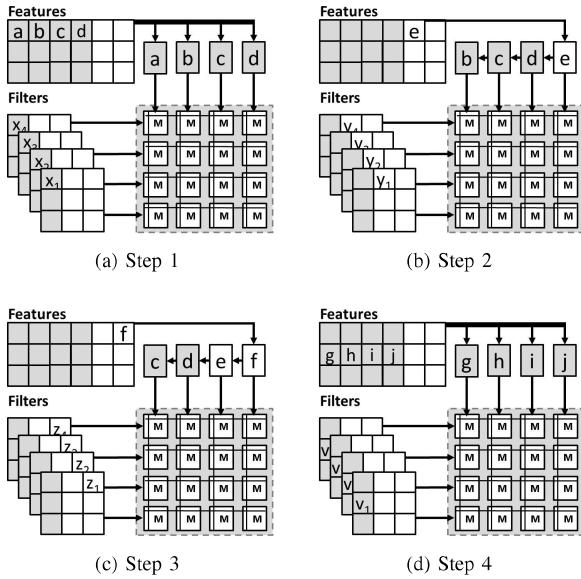 Features
a b c d
a b c d
Filters
x4
x3
x2
x1
M M M M
M M M M
M M M M
M M M M
(a) Step 1
Features
e
b c d e
Filters
y4
y3
y2
y1
M M M M
M M M M
M M M M
M M M M
(b) Step 2
Features
f
c d e f
Filters
z4
z3
z2
z1
M M M M
M M M M
M M M M
M M M M
(c) Step 3
Features
g h i j
g h i j
Filters
v
v
v
v1
M M M M
M M M M
M M M M
M M M M
(d) Step 4